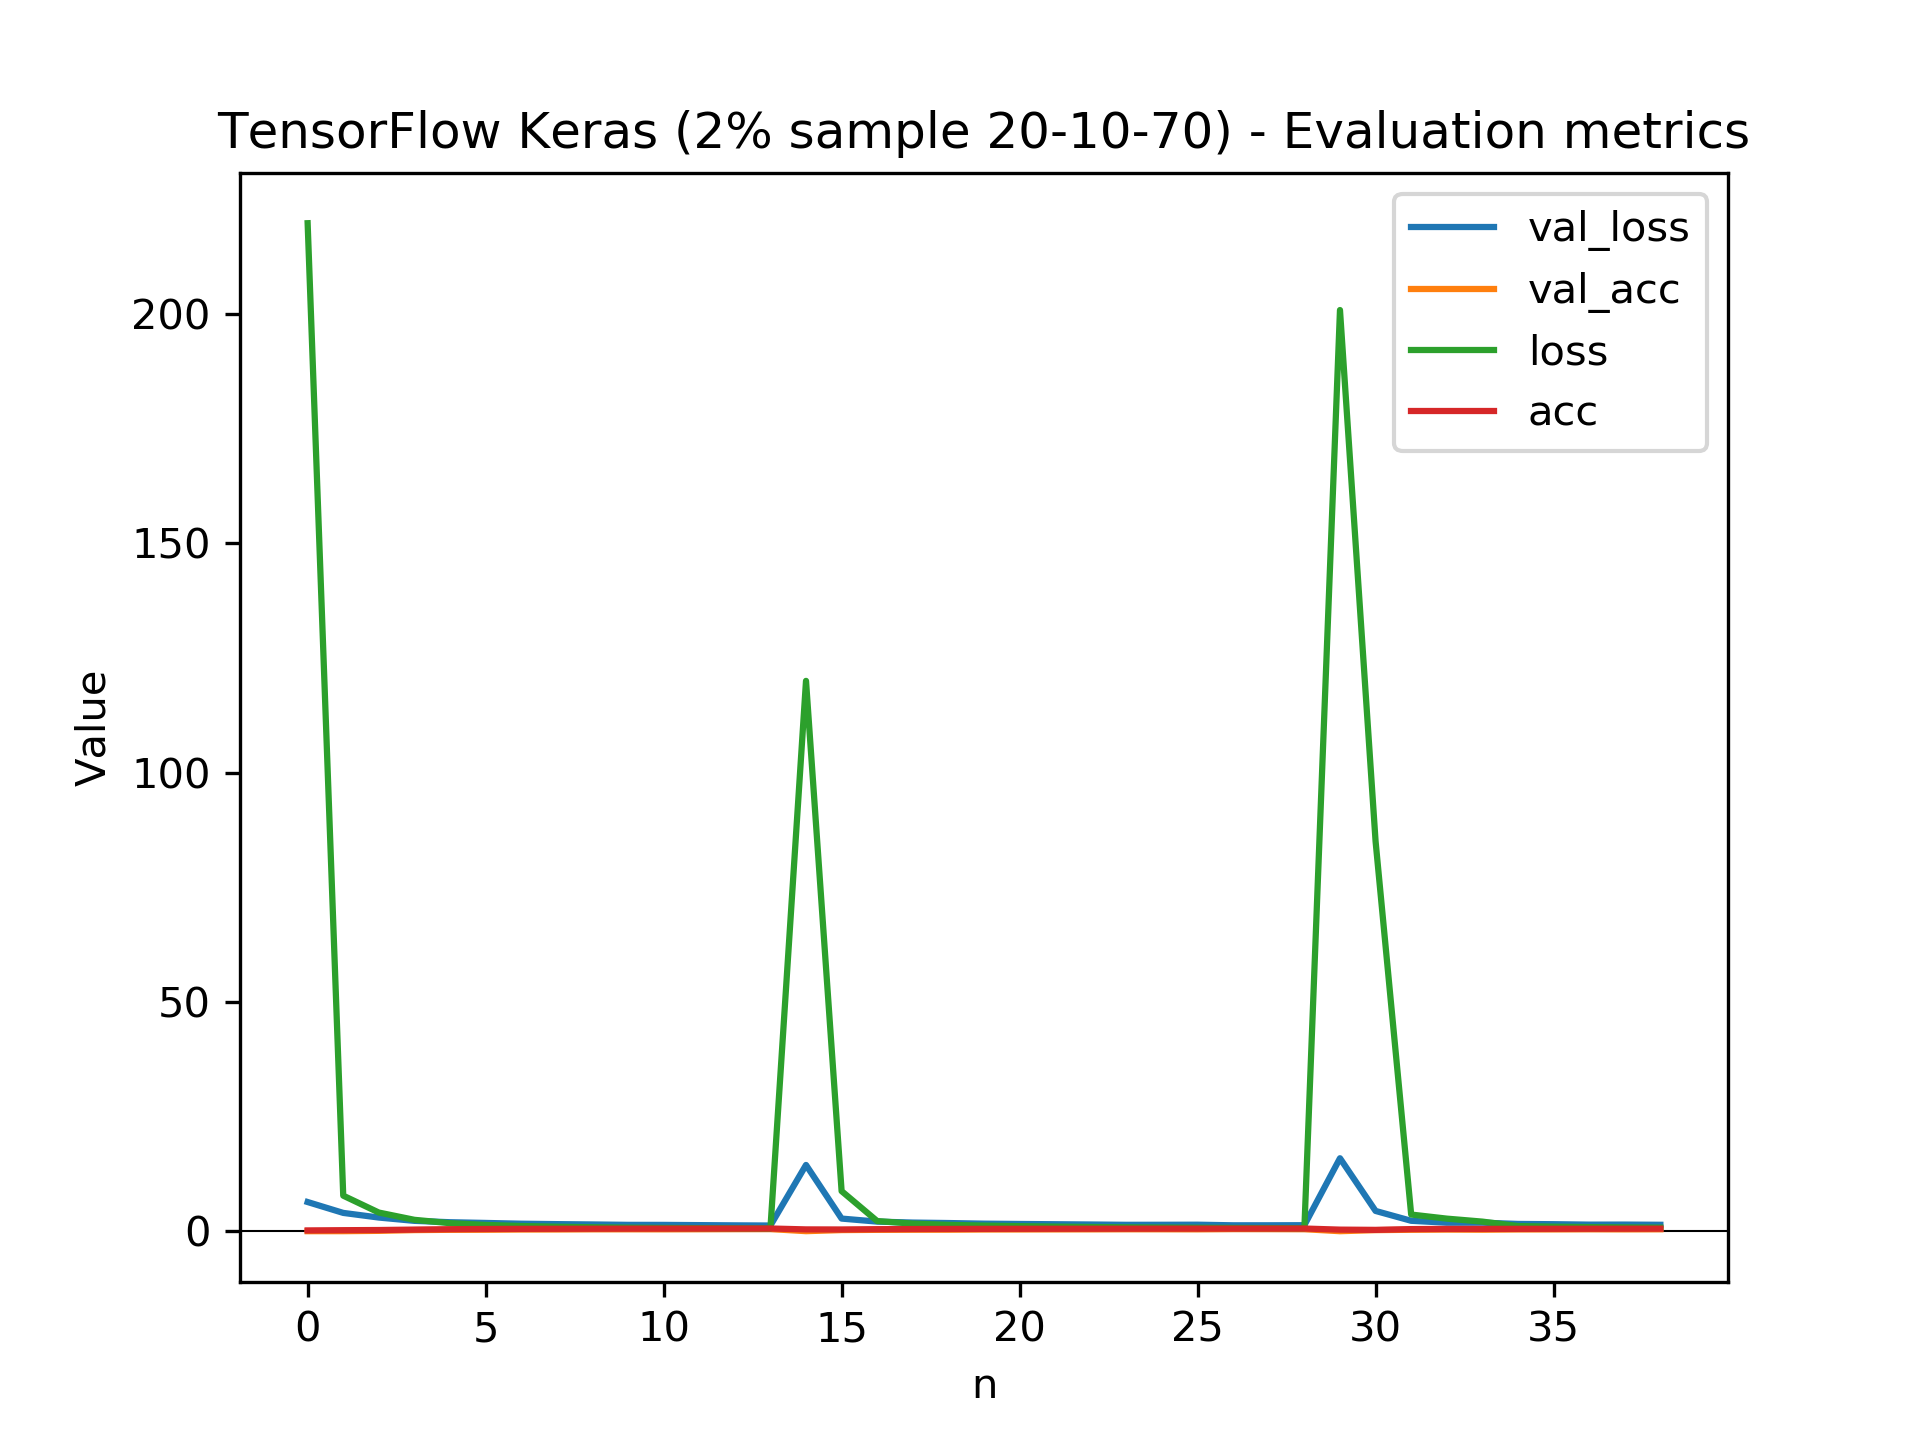 TensorFlow Keras (2% sample 20-10-70) - Evaluation metrics
val_loss
val_acc
loss
acc
200
150
100
50
0
Value
0 5 10 15 20 25 30 35
n